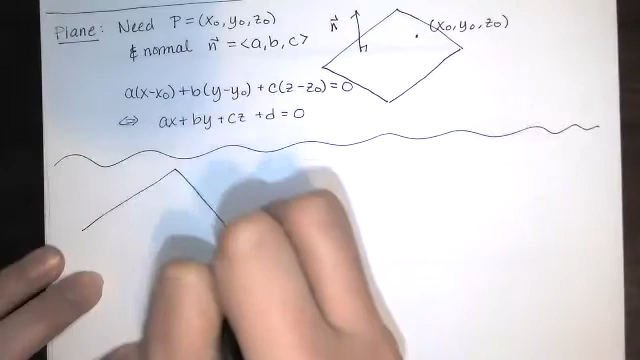 Plane: Need P = (x₀, y₀, z₀)
& normal n⃗ = <a, b, c>
n⃗
(x₀, y₀, z₀)
a(x-x₀) + b(y-y₀) + c(z-z₀) = 0
⇔ ax + by + cz + d = 0